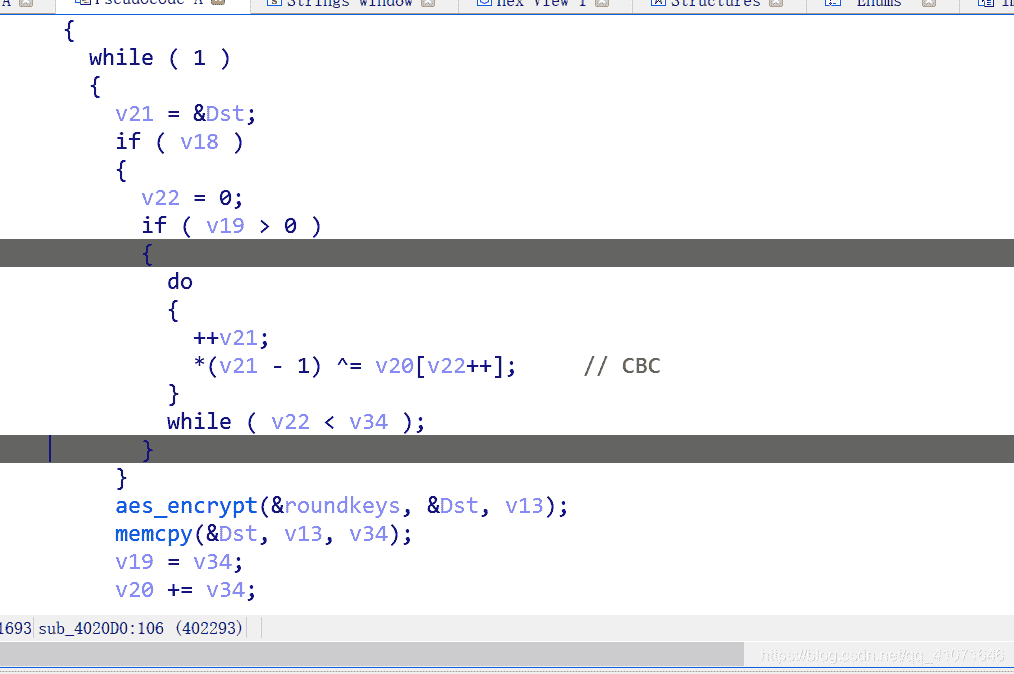 Pseudocode-A Strings window Hex View-1 Structures Enums
{
while ( 1 )
{
v21 = &Dst;
if ( v18 )
{
v22 = 0;
if ( v19 > 0 )
{
do
{
++v21;
*(v21 - 1) ^= v20[v22++]; // CBC
}
while ( v22 < v34 );
}
}
aes_encrypt(&roundkeys, &Dst, v13);
memcpy(&Dst, v13, v34);
v19 = v34;
v20 += v34;
1693 sub_4020D0:106 (402293)
https://blog.csdn.net/qq_41071646